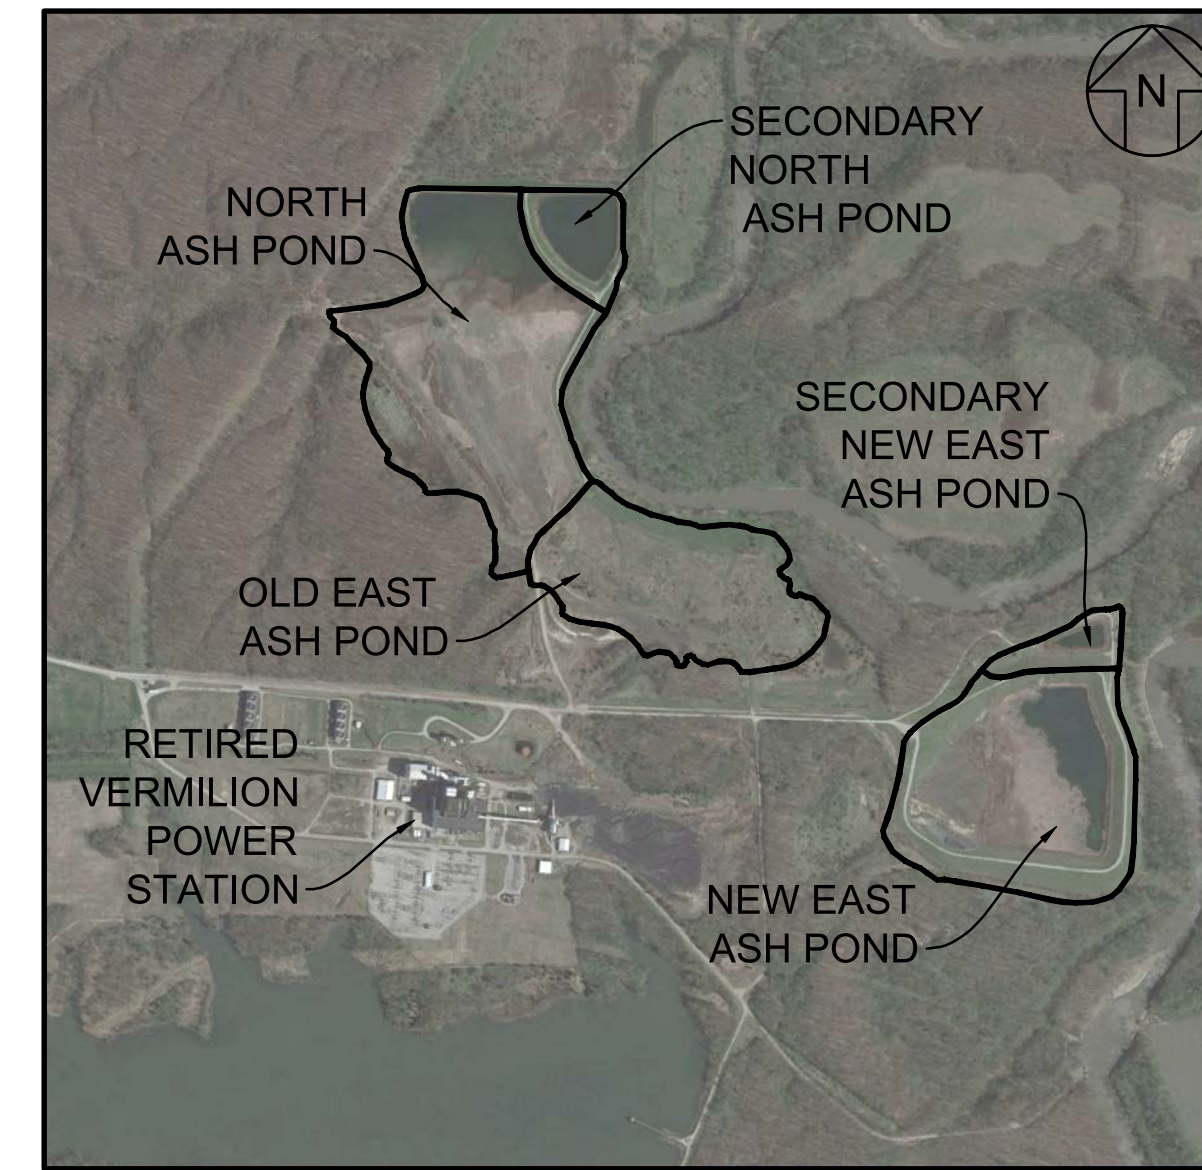 N
SECONDARY
NORTH
ASH POND
NORTH
ASH POND
SECONDARY
NEW EAST
ASH POND
OLD EAST
ASH POND
RETIRED
VERMILION
POWER
STATION
NEW EAST
ASH POND